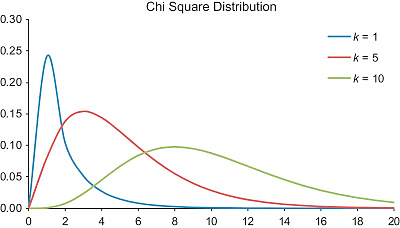 Chi Square Distribution
0.30
0.25
0.20
0.15
0.10
0.05
0.00
0 2 4 6 8 10 12 14 16 18 20
k = 1
k = 5
k = 10